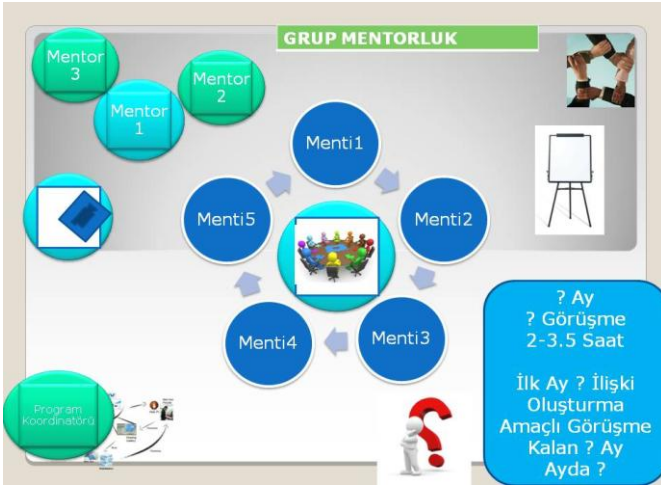 GRUP MENTORLUK
Mentor
3
Mentor
2
Mentor
1
Menti1
Menti2
Menti3
Menti4
Menti5
? Ay
? Görüşme
2-3.5 Saat
İlk Ay ? İlişki
Oluşturma
Amaçlı Görüşme
Kalan ? Ay
Ayda ?
Program
Koordinatörü